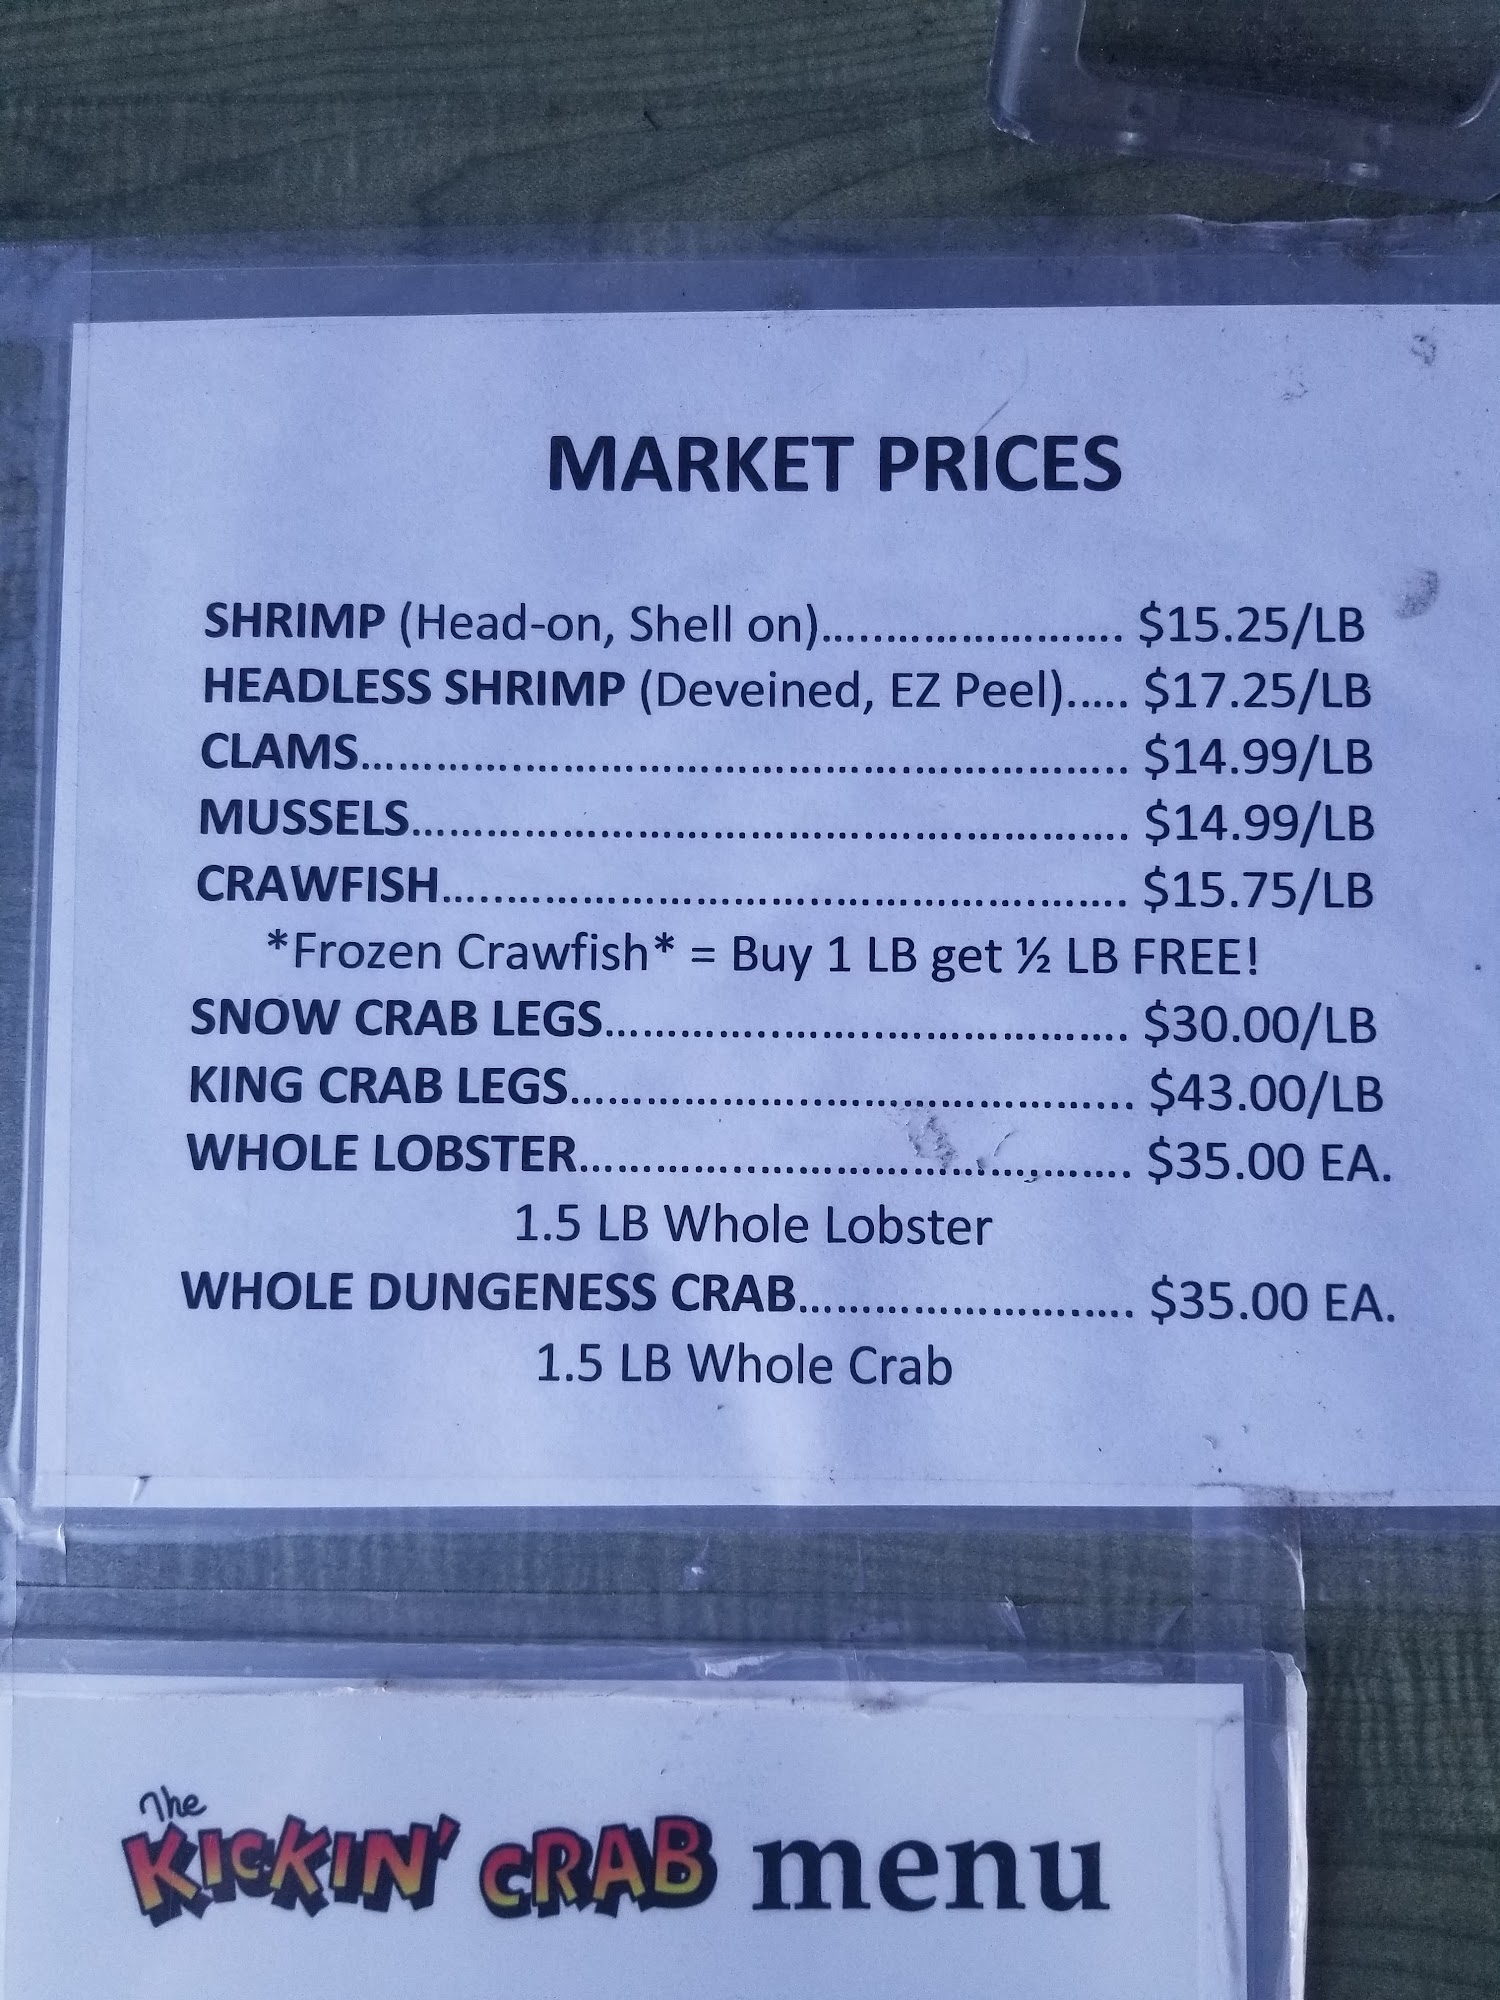 MARKET PRICES
SHRIMP (Head-on, Shell on)........................... $15.25/LB
HEADLESS SHRIMP (Deveined, EZ Peel)..... $17.25/LB
CLAMS.............................................................. $14.99/LB
MUSSELS.......................................................... $14.99/LB
CRAWFISH....................................................... $15.75/LB
*Frozen Crawfish* = Buy 1 LB get ½ LB FREE!
SNOW CRAB LEGS.......................................... $30.00/LB
KING CRAB LEGS............................................. $43.00/LB
WHOLE LOBSTER............................................ $35.00 EA.
1.5 LB Whole Lobster
WHOLE DUNGENESS CRAB........................... $35.00 EA.
1.5 LB Whole Crab
The
KICKIN' CRAB menu